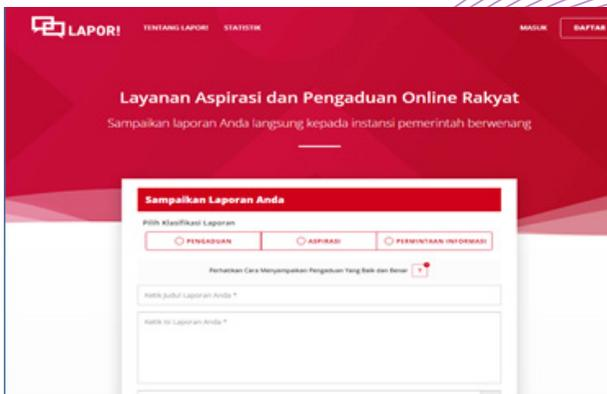 LAPOR!
TENTANG LAPOR! STATISTIK
MASUK DAFTAR
Layanan Aspirasi dan Pengaduan Online Rakyat
Sampaikan laporan Anda langsung kepada instansi pemerintah berwenang
Sampaikan Laporan Anda
Pilih Klasifikasi Laporan
PENGADUAN ASPIRASI PERMINTAAN INFORMASI
Perhatikan Cara Menyampaikan Pengaduan Yang Baik dan Benar ?
Ketik Judul Laporan Anda *
Ketik Isi Laporan Anda *